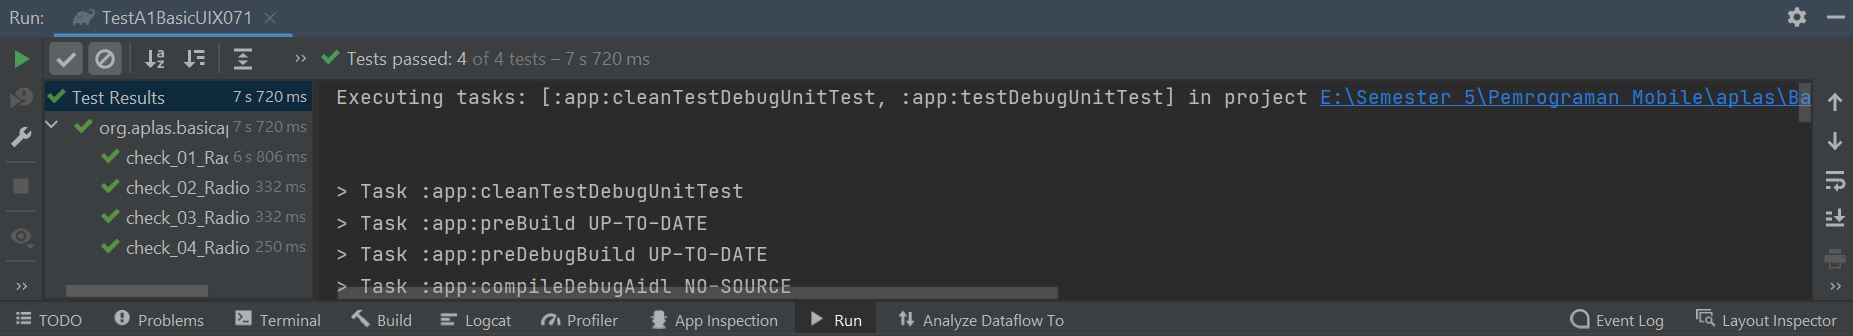 Run: TestA1BasicUIX071
Tests passed: 4 of 4 tests – 7 s 720 ms
Test Results 7 s 720 ms
org.aplas.basicap 7 s 720 ms
check_01_Rad 6 s 806 ms
check_02_Radio 332 ms
check_03_Radio 332 ms
check_04_Radio 250 ms
Executing tasks: [:app:cleanTestDebugUnitTest, :app:testDebugUnitTest] in project E:\Semester 5\Pemrograman Mobile\aplas\Ba
> Task :app:cleanTestDebugUnitTest
> Task :app:preBuild UP-TO-DATE
> Task :app:preDebugBuild UP-TO-DATE
> Task :app:compileDebugAidl NO-SOURCE
TODO Problems Terminal Build Logcat Profiler App Inspection Run Analyze Dataflow To Event Log Layout Inspector